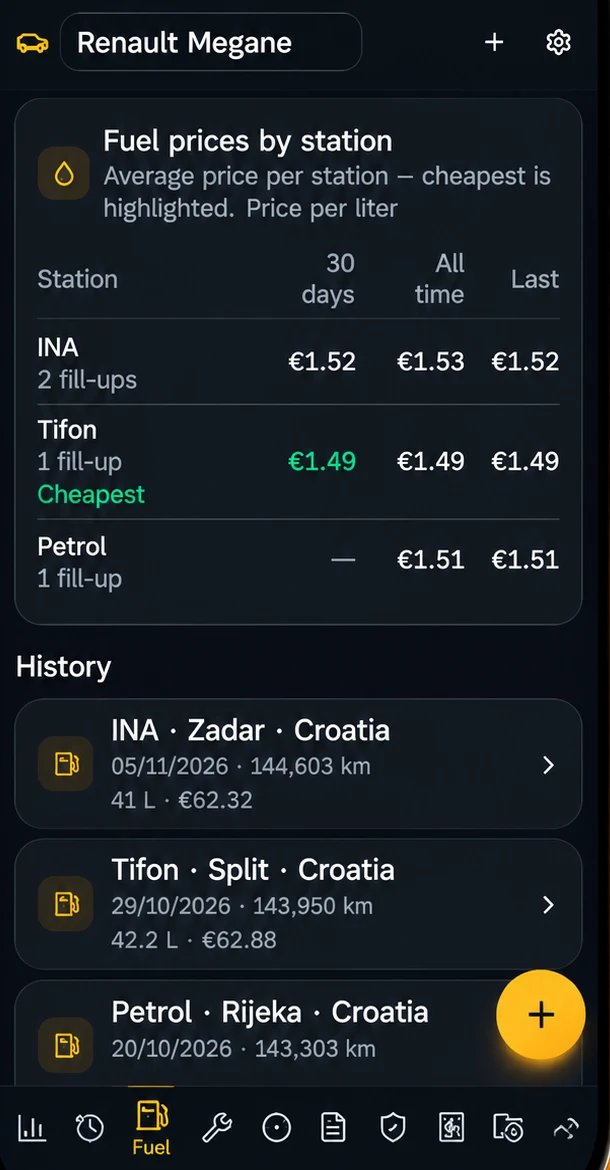 Renault Megane
Fuel prices by station
Average price per station – cheapest is
highlighted. Price per liter
Station 30 days All time Last
INA
2 fill-ups
€1.52 €1.53 €1.52
Tifon
1 fill-up
Cheapest
€1.49 €1.49 €1.49
Petrol
1 fill-up
— €1.51 €1.51
History
INA · Zadar · Croatia
05/11/2026 · 144,603 km
41 L · €62.32
Tifon · Split · Croatia
29/10/2026 · 143,950 km
42.2 L · €62.88
Petrol · Rijeka · Croatia
20/10/2026 · 143,303 km
Fuel